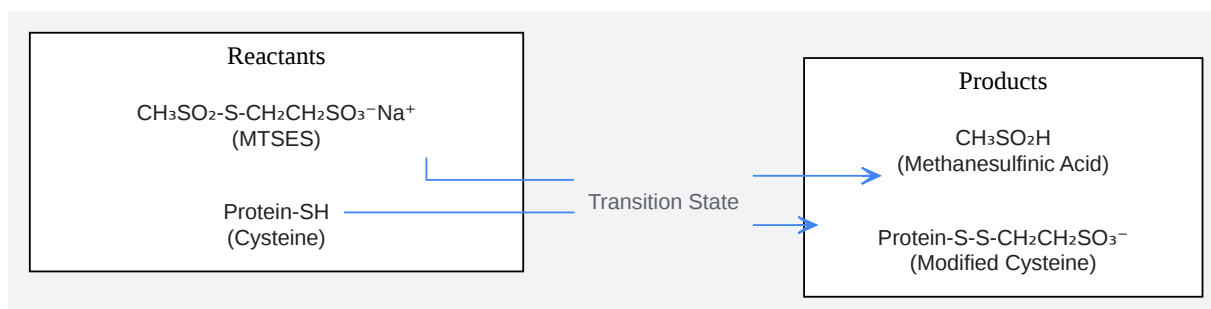 Reactants
CH₃SO₂-S-CH₂CH₂SO₃⁻Na⁺
(MTSES)
Protein-SH
(Cysteine)
Transition State
Products
CH₃SO₂H
(Methanesulfinic Acid)
Protein-S-S-CH₂CH₂SO₃⁻
(Modified Cysteine)